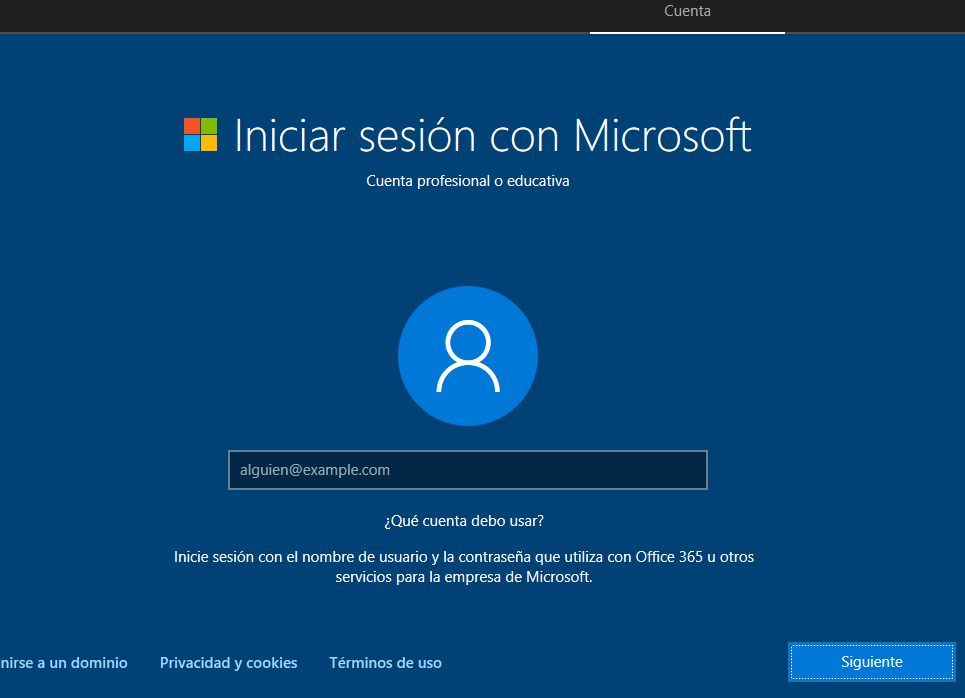 Cuenta
Iniciar sesión con Microsoft
Cuenta profesional o educativa
alguien@example.com
¿Qué cuenta debo usar?
Inicie sesión con el nombre de usuario y la contraseña que utiliza con Office 365 u otros
servicios para la empresa de Microsoft.
nirse a un dominio Privacidad y cookies Términos de uso Siguiente